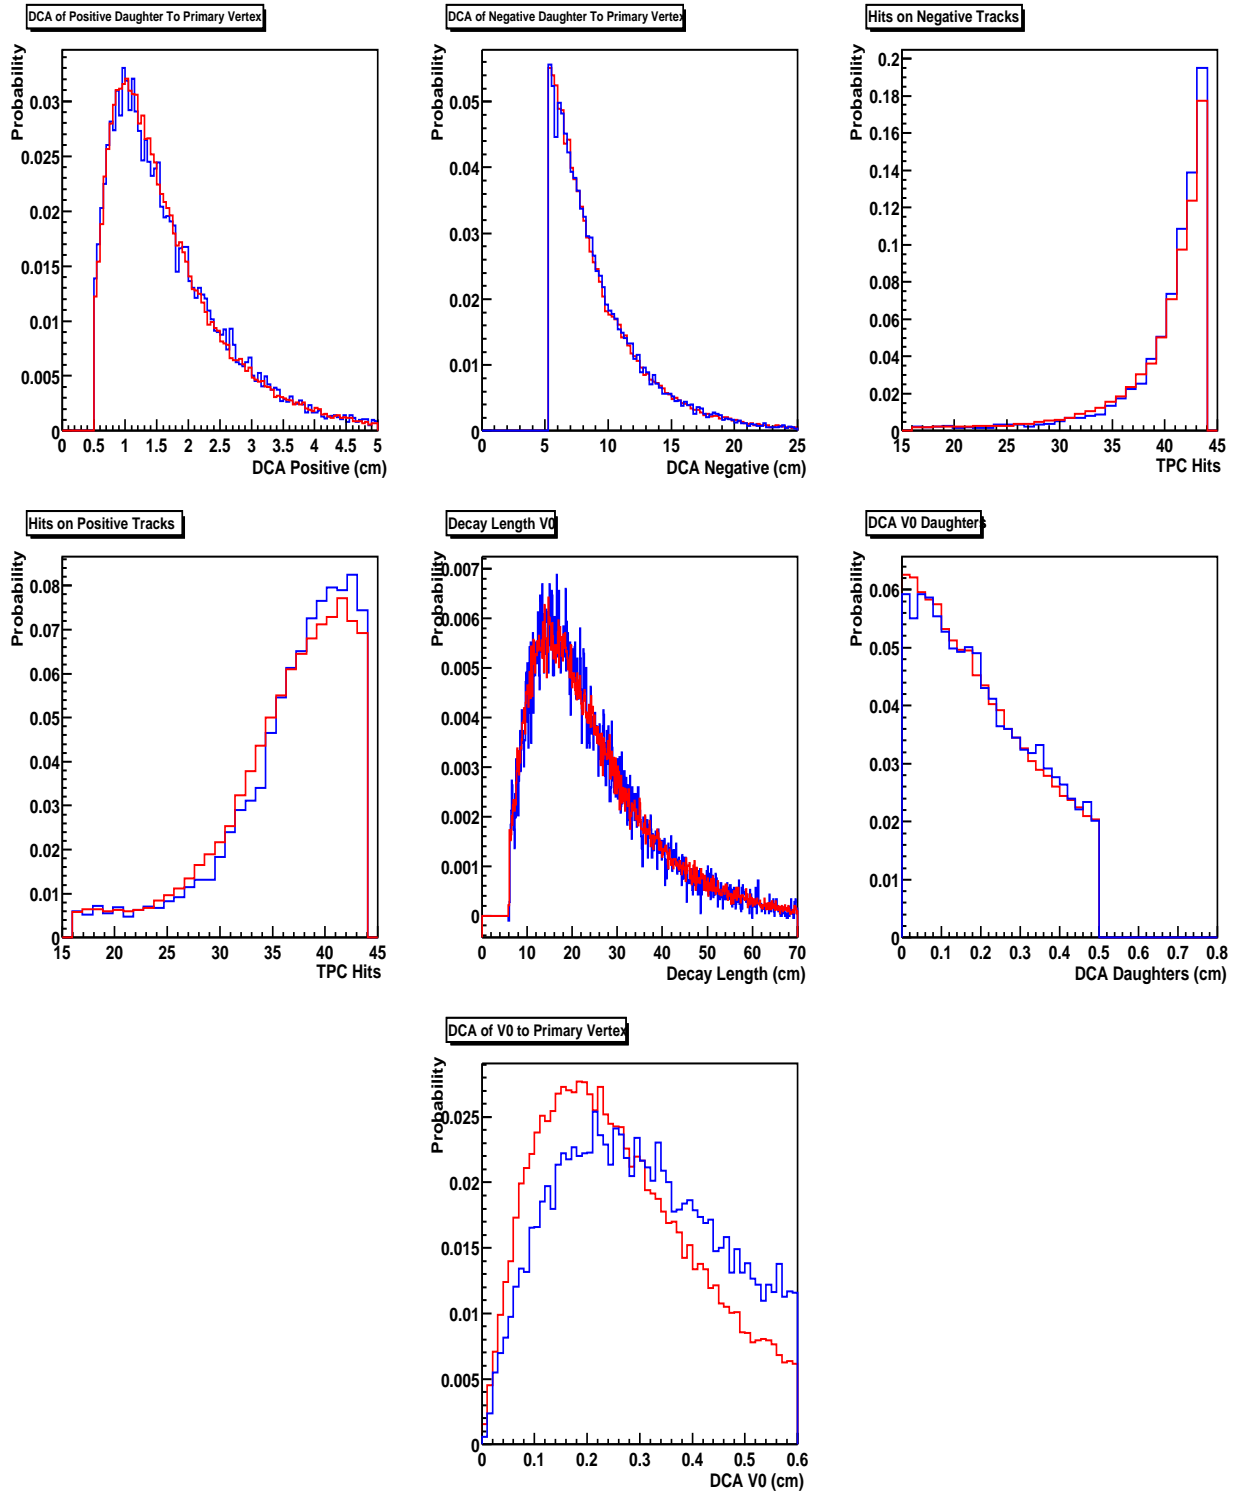 DCA of Positive Daughter To Primary Vertex
Probability
0.03
0.025
0.02
0.015
0.01
0.005
0
0 0.5 1 1.5 2 2.5 3 3.5 4 4.5 5
DCA Positive (cm)
DCA of Negative Daughter To Primary Vertex
Probability
0.05
0.04
0.03
0.02
0.01
0
0 5 10 15 20 25
DCA Negative (cm)
Hits on Negative Tracks
Probability
0.2
0.18
0.16
0.14
0.12
0.1
0.08
0.06
0.04
0.02
0
15 20 25 30 35 40 45
TPC Hits
Hits on Positive Tracks
Probability
0.08
0.07
0.06
0.05
0.04
0.03
0.02
0.01
0
15 20 25 30 35 40 45
TPC Hits
Decay Length V0
Probability
0.007
0.006
0.005
0.004
0.003
0.002
0.001
0
0 10 20 30 40 50 60 70
Decay Length (cm)
DCA V0 Daughters
Probability
0.06
0.05
0.04
0.03
0.02
0.01
0
0 0.1 0.2 0.3 0.4 0.5 0.6 0.7 0.8
DCA Daughters (cm)
DCA of V0 to Primary Vertex
Probability
0.025
0.02
0.015
0.01
0.005
0
0 0.1 0.2 0.3 0.4 0.5 0.6
DCA V0 (cm)